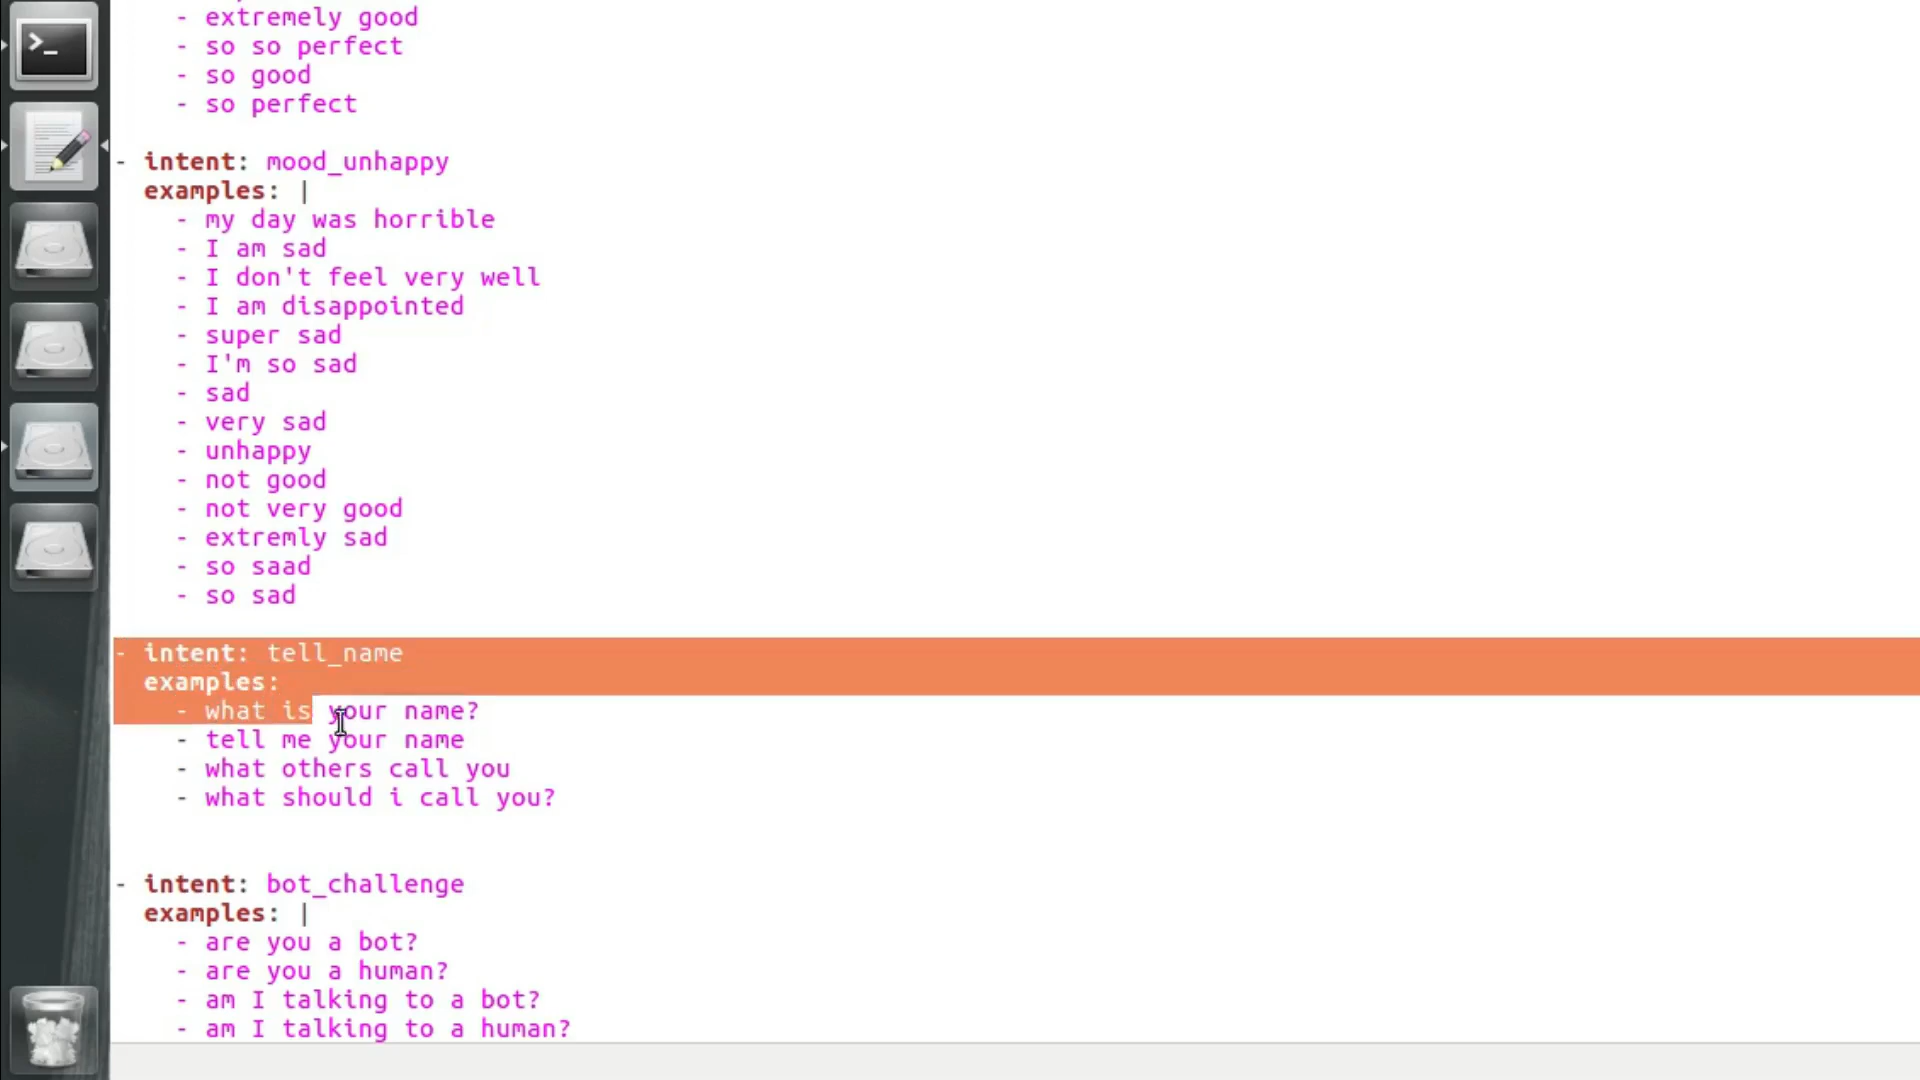 - extremely good
- so so perfect
- so good
- so perfect
- intent: mood_unhappy
examples: |
- my day was horrible
- I am sad
- I don't feel very well
- I am disappointed
- super sad
- I'm so sad
- sad
- very sad
- unhappy
- not good
- not very good
- extremly sad
- so saad
- so sad
- intent: tell_name
examples:
- what is your name?
- tell me your name
- what others call you
- what should i call you?
- intent: bot_challenge
examples: |
- are you a bot?
- are you a human?
- am I talking to a bot?
- am I talking to a human?